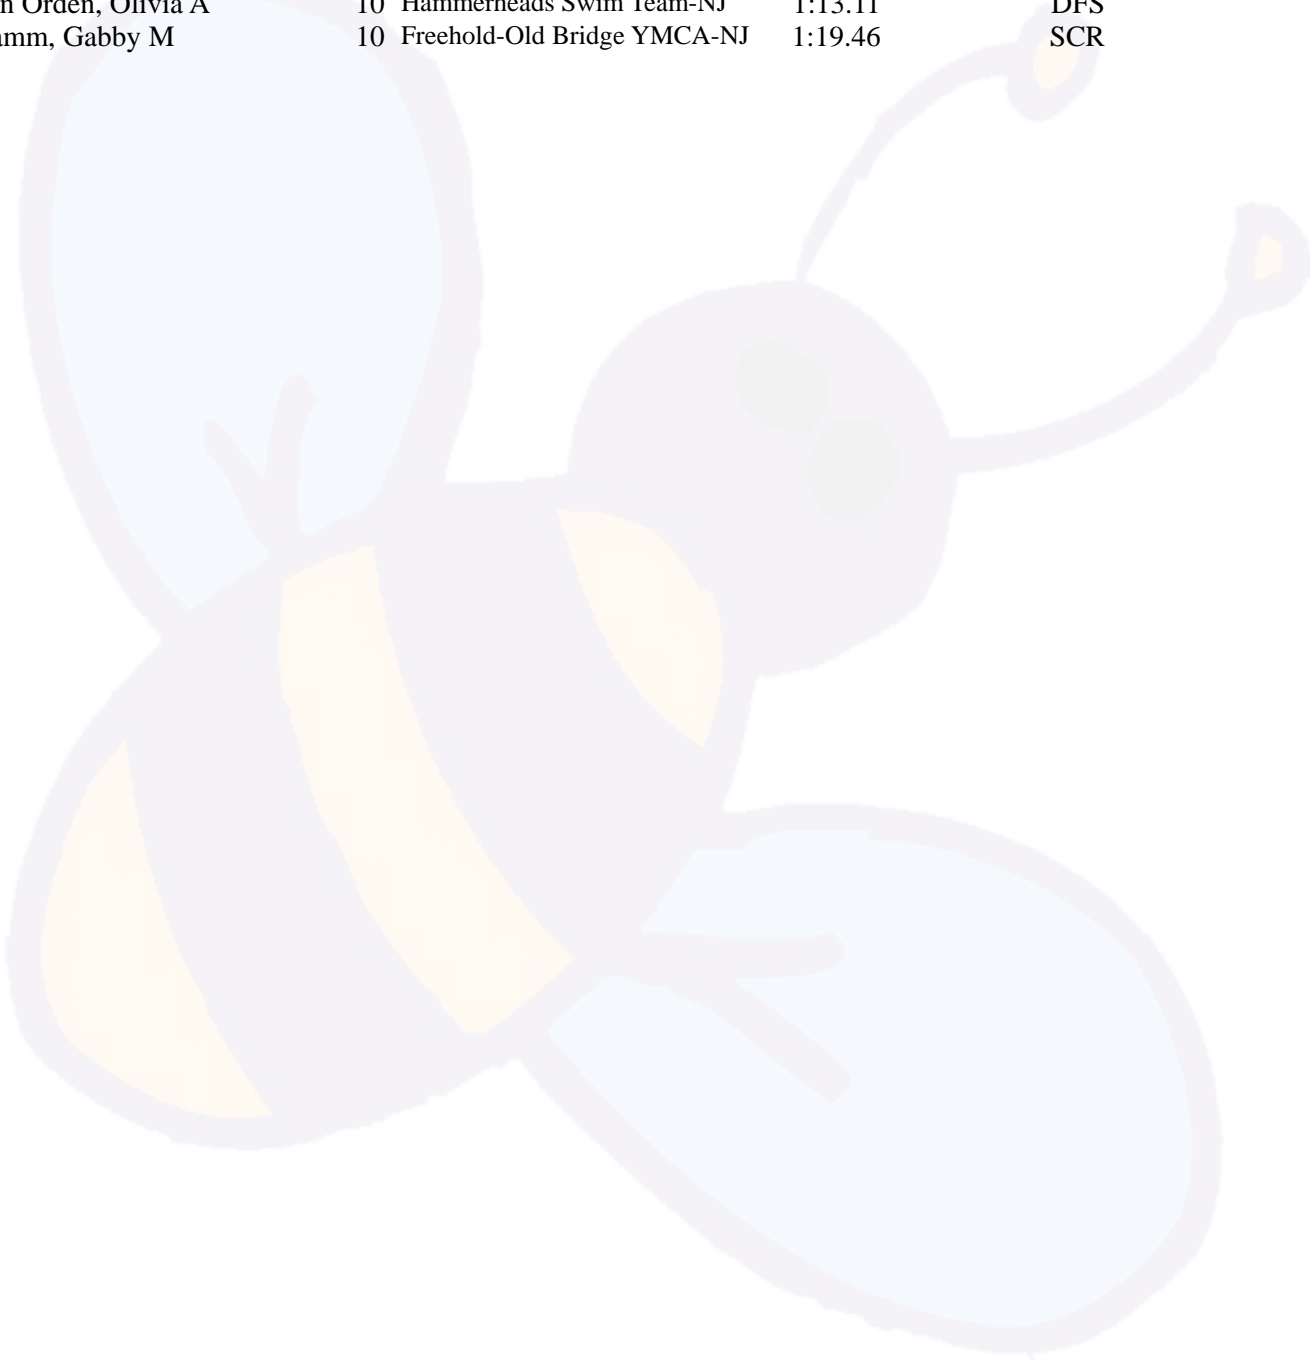 n Orden, Olivia A 10 Hammerheads Swim Team-NJ 1:13.11 DFS
amm, Gabby M 10 Freehold-Old Bridge YMCA-NJ 1:19.46 SCR